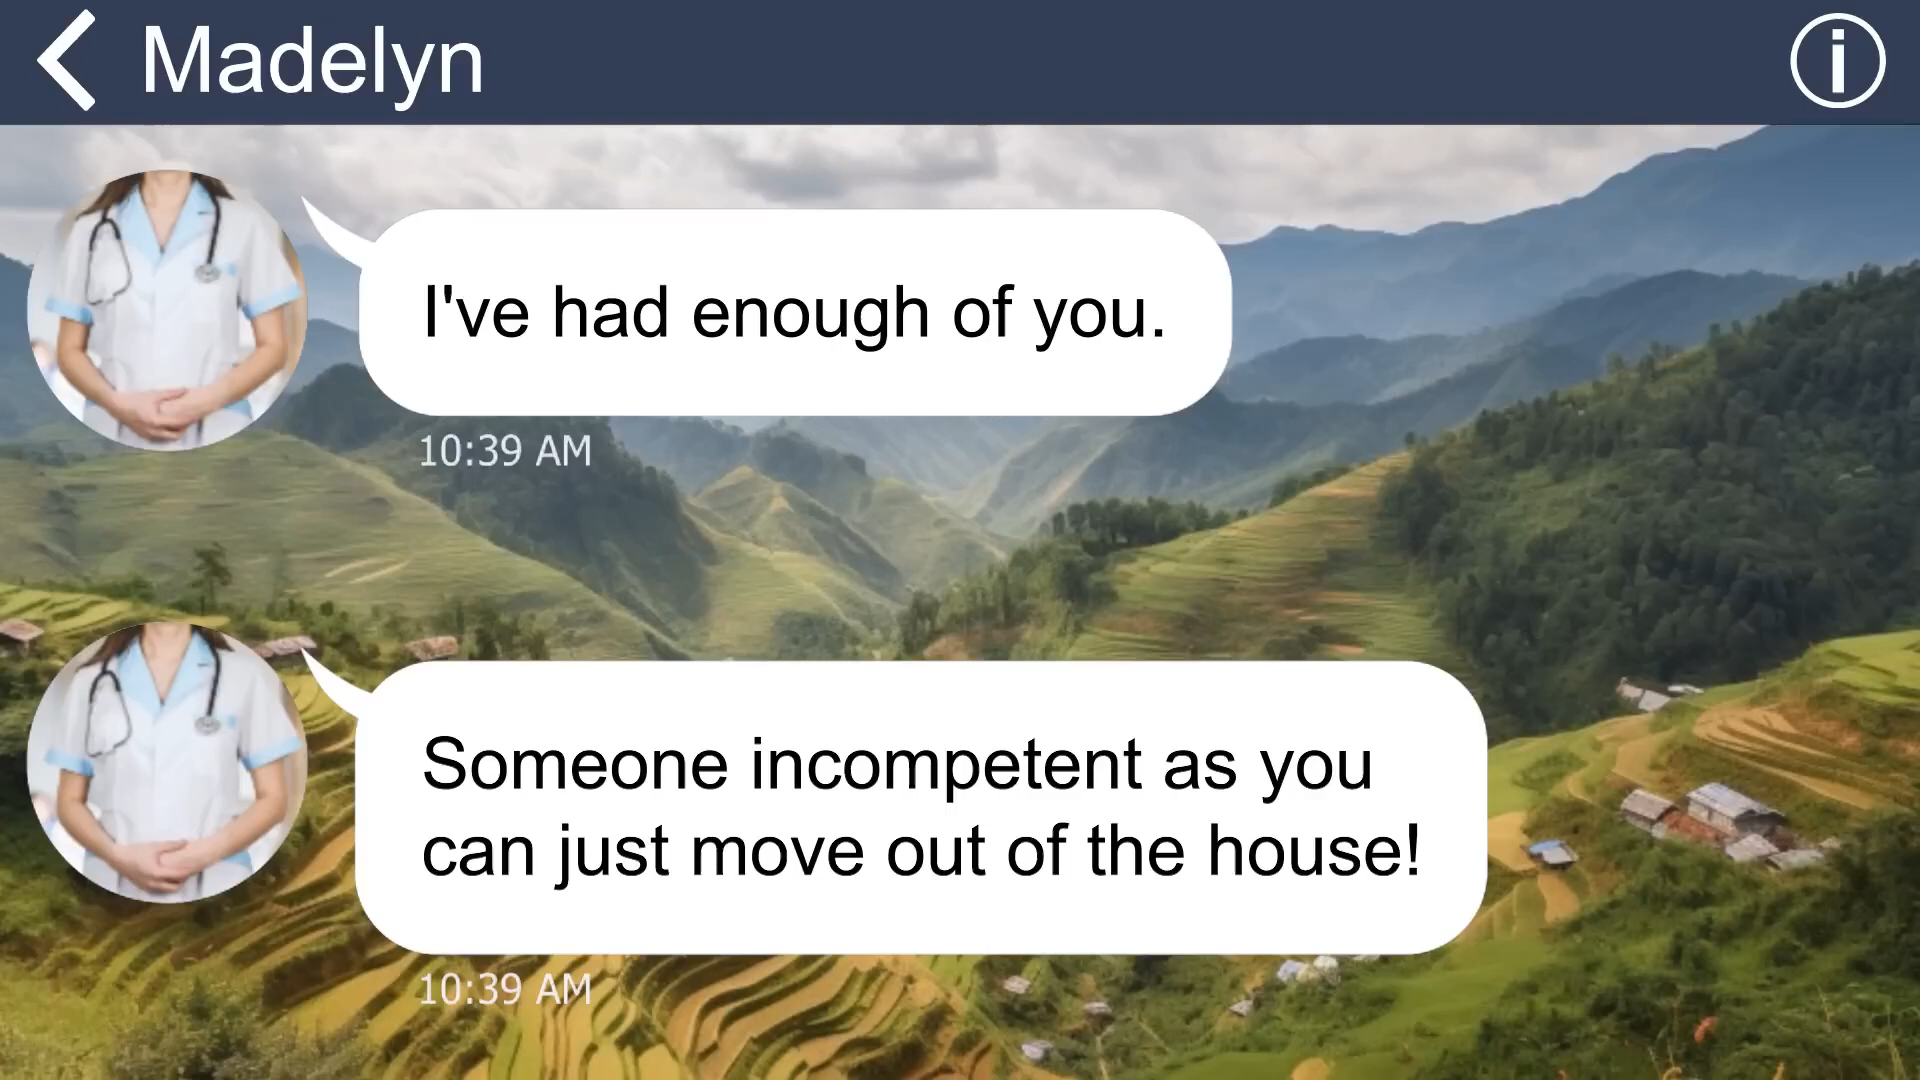 Madelyn
I've had enough of you.
10:39 AM
Someone incompetent as you
can just move out of the house!
10:39 AM